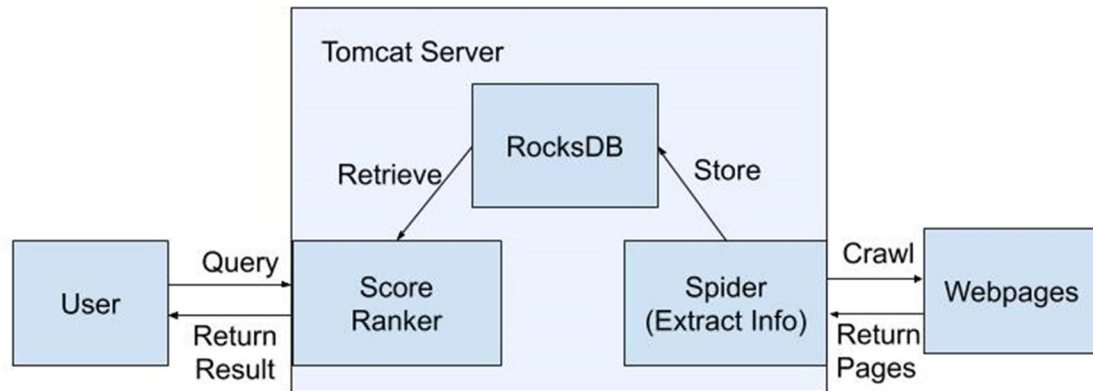 Tomcat Server
RocksDB
Retrieve
Store
User
Query
Return
Result
Score
Ranker
Spider
(Extract Info)
Crawl
Return
Pages
Webpages